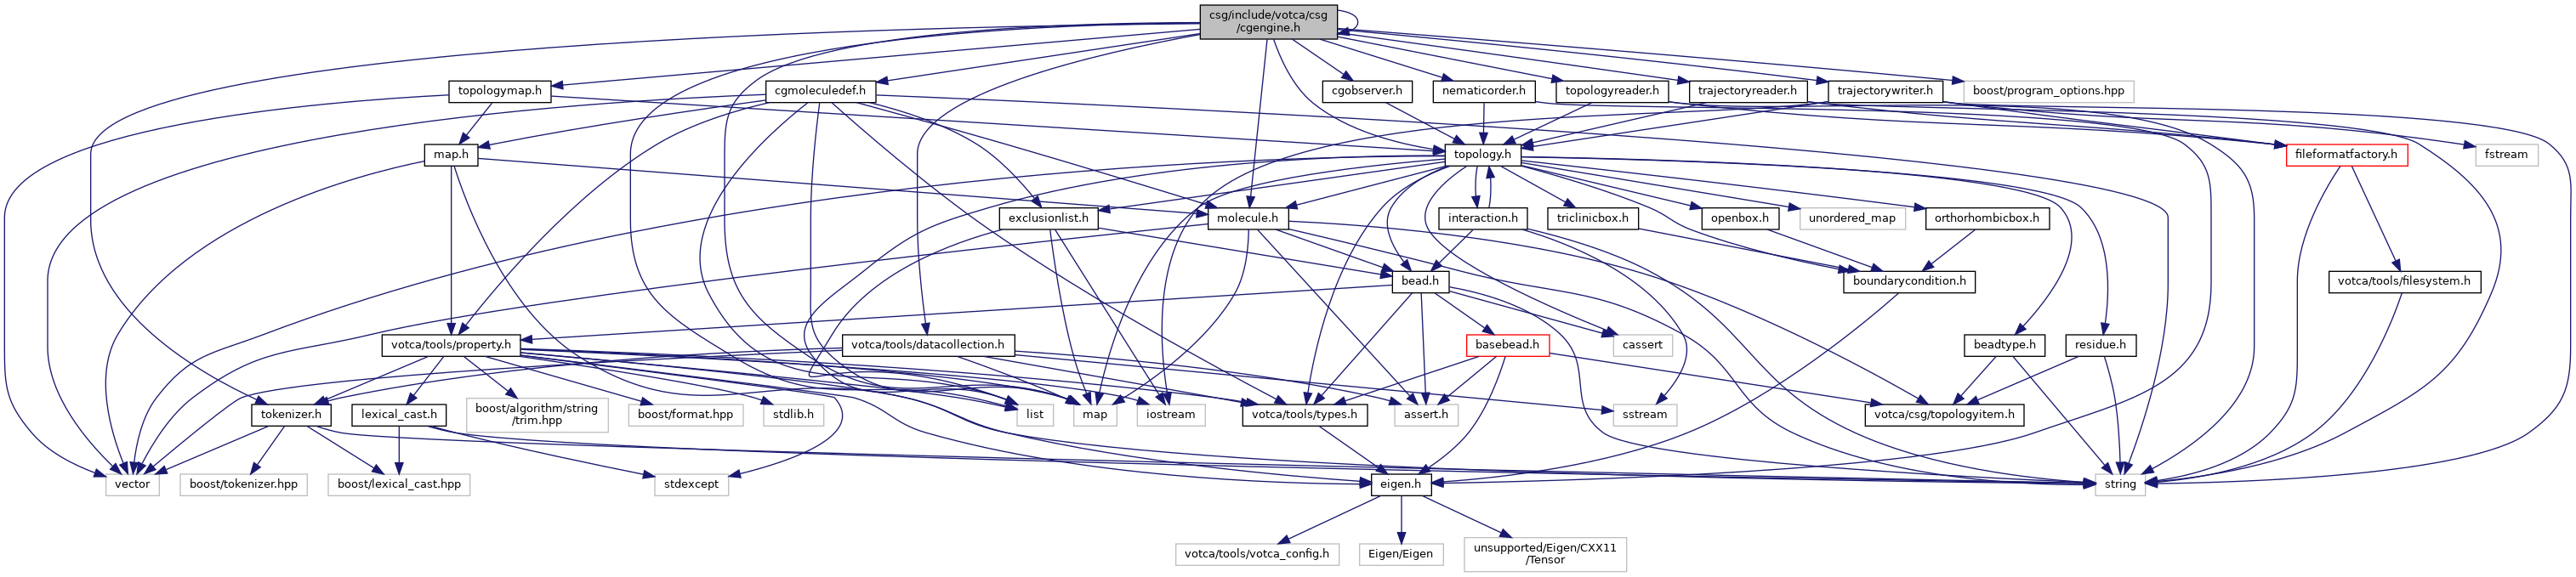 csg/include/votca/csg
/cgengine.h
topologymap.h
cgmoleculedef.h
cgobserver.h
nematicorder.h
topologyreader.h
trajectoryreader.h
trajectorywriter.h
boost/program_options.hpp
map.h
topology.h
fileformatfactory.h
fstream
exclusionlist.h
molecule.h
interaction.h
triclinicbox.h
openbox.h
unordered_map
orthorhombicbox.h
bead.h
boundarycondition.h
votca/tools/filesystem.h
votca/tools/property.h
votca/tools/datacollection.h
basebead.h
cassert
beadtype.h
residue.h
tokenizer.h
lexical_cast.h
boost/algorithm/string
/trim.hpp
boost/format.hpp
stdlib.h
list
map
iostream
votca/tools/types.h
assert.h
sstream
votca/csg/topologyitem.h
vector
boost/tokenizer.hpp
boost/lexical_cast.hpp
stdexcept
eigen.h
string
votca/tools/votca_config.h
Eigen/Eigen
unsupported/Eigen/CXX11
/Tensor